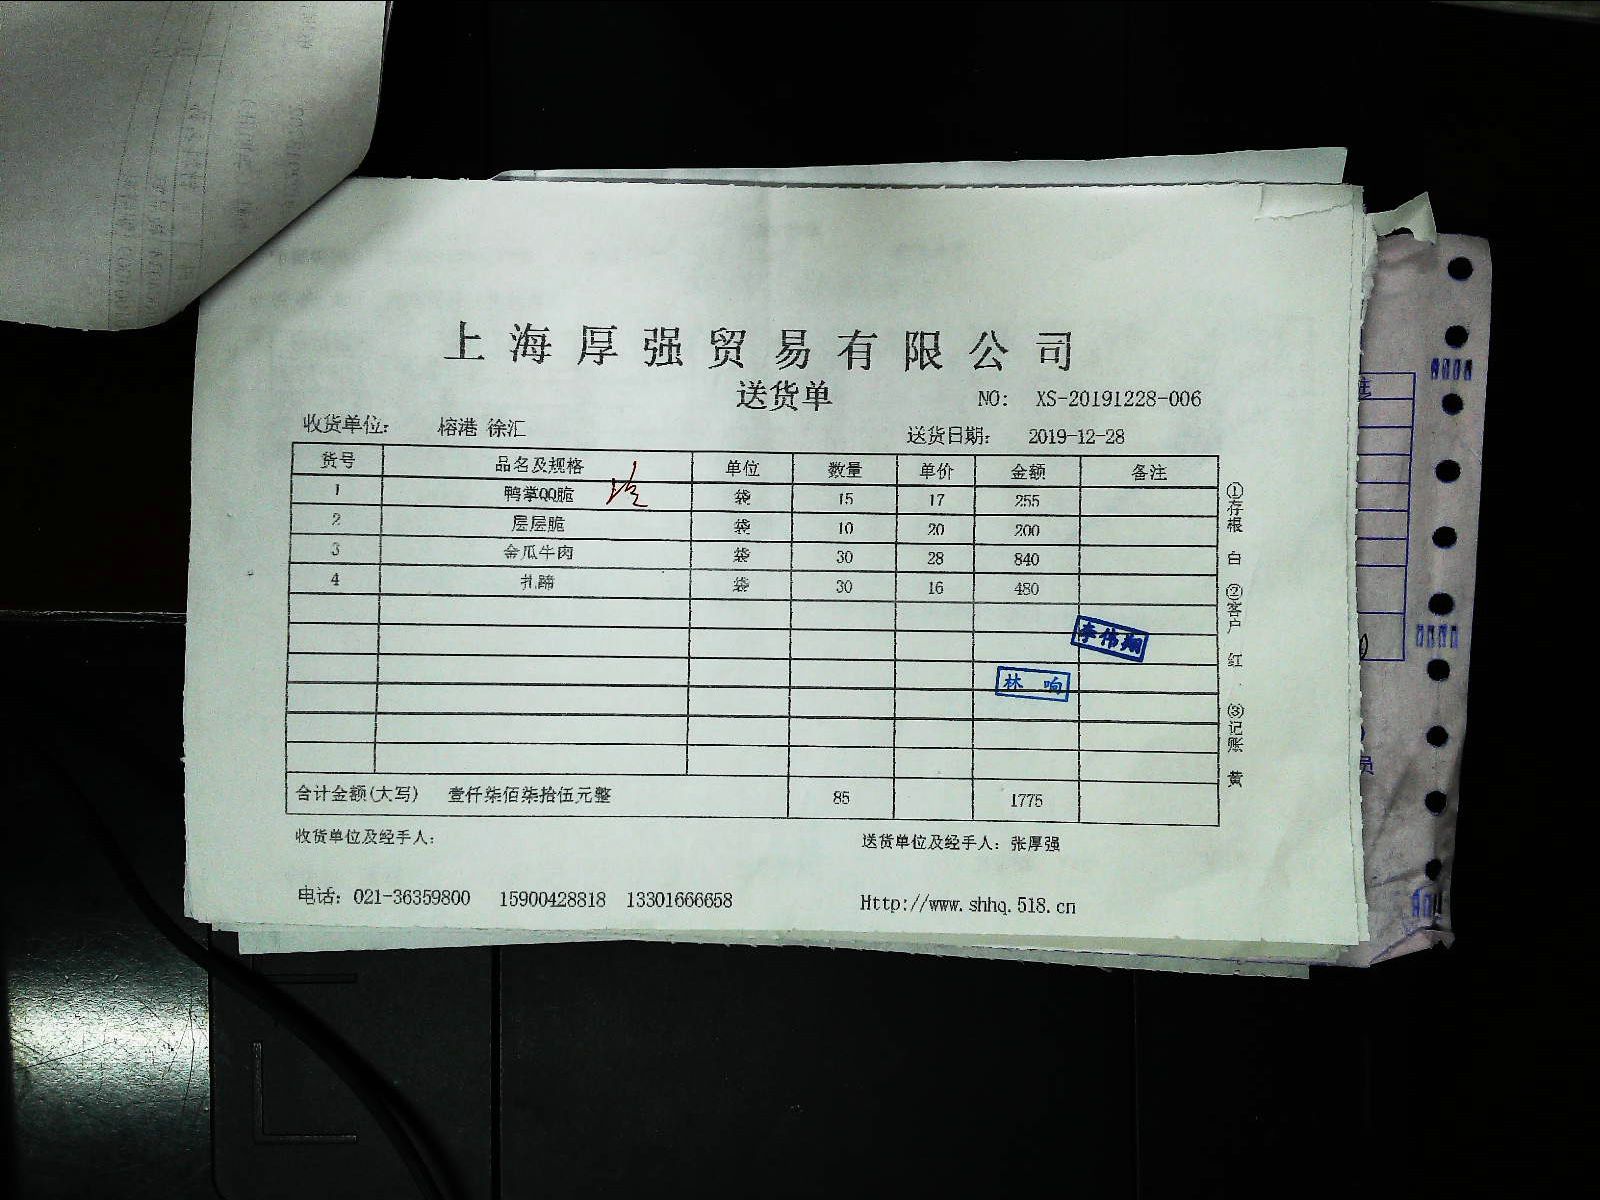 上海厚强贸易有限公司
送货单
NO: XS-20191228-006
收货单位: 榕港 徐汇
送货日期: 2019-12-28
货号 品名及规格 单位 数量 单价 金额 备注
1 鸭掌QQ脆 袋 15 17 255
2 层层脆 袋 10 20 200
3 金瓜牛肉 袋 30 28 840
4 扎蹄 袋 30 16 480
李伟翔
林 响
合计金额(大写) 壹仟柒佰柒拾伍元整 85 1775
①存根 白 ②客户 红 ③记账 黄
收货单位及经手人:
送货单位及经手人: 张厚强
电话: 021-36359800 15900428818 13301666658
Http://www.shhq.518.cn